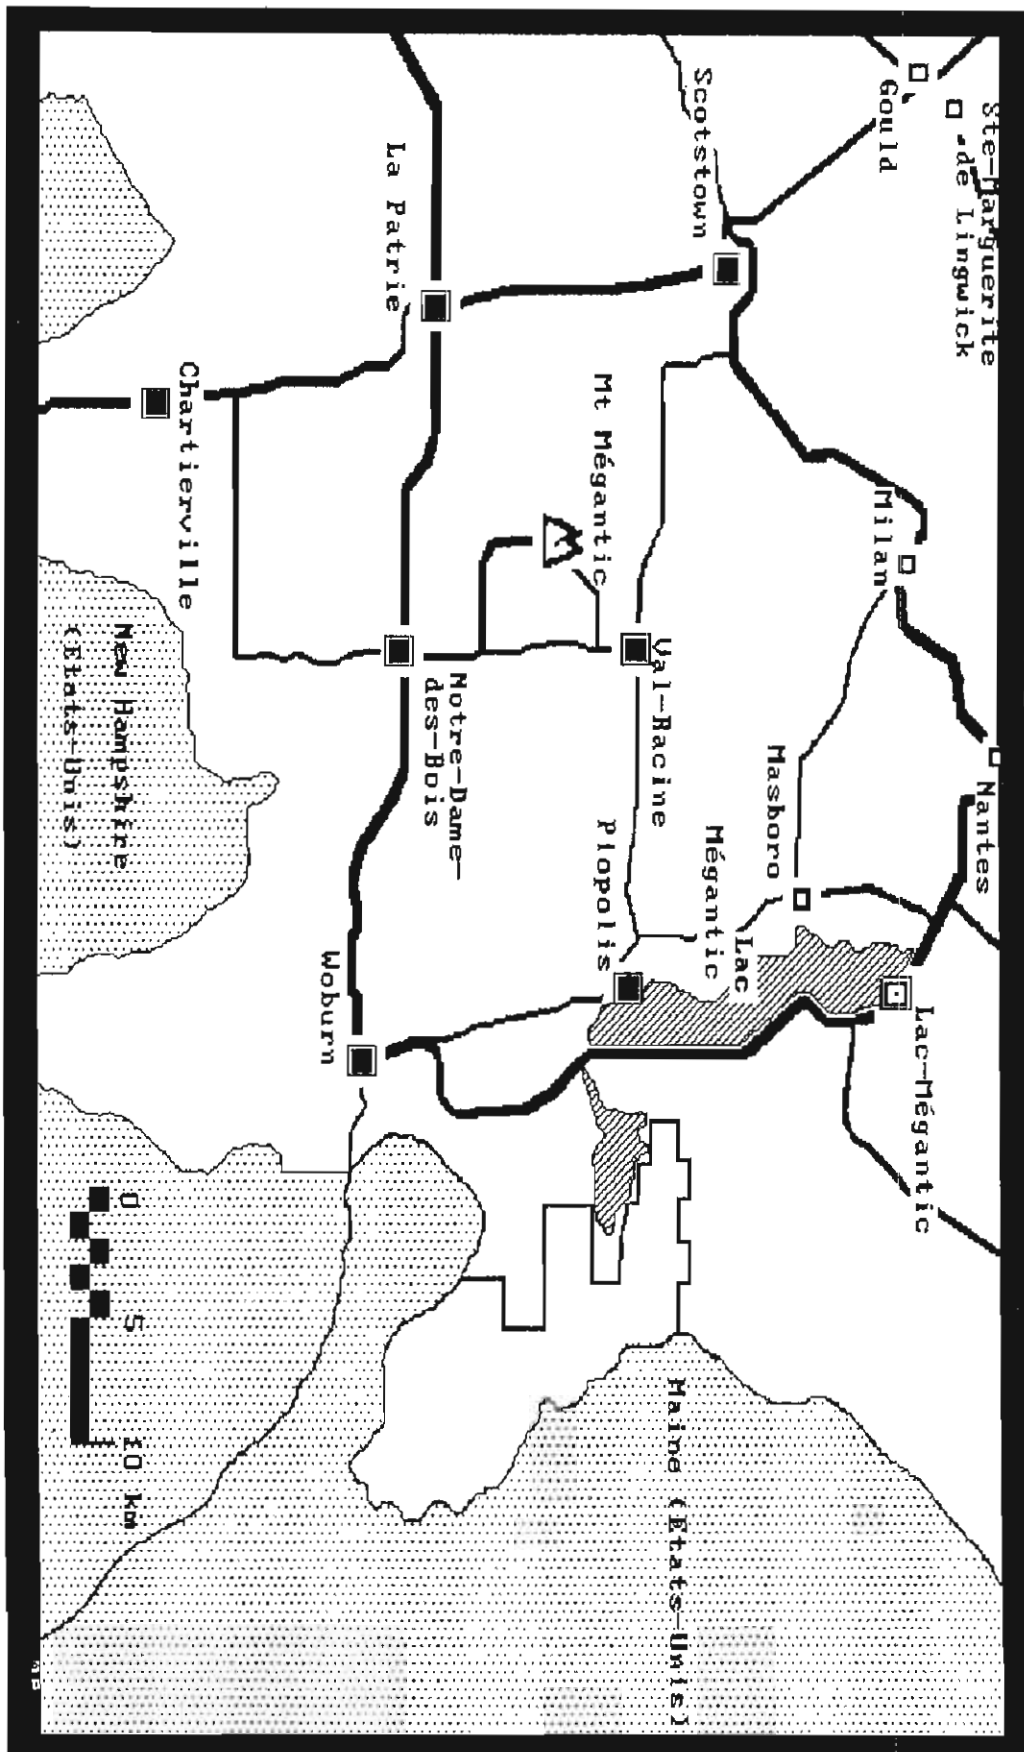 Ste-Marguerite
de Lingwick
Gould
Nantes
Lac-Mégantic
Milan
Scotstown
Masboro
Lac
Mégantic
Val-Racine
Mt Mégantic
Piopolis
Maine (Etats-Unis)
La Patrie
Notre-Dame-
des-Bois
Woburn
Chartierville
New Hampshire
(Etats-Unis)
0 5 10 km